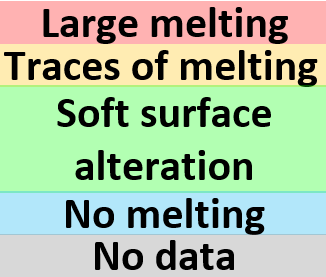 Large melting
Traces of melting
Soft surface
alteration
No melting
No data